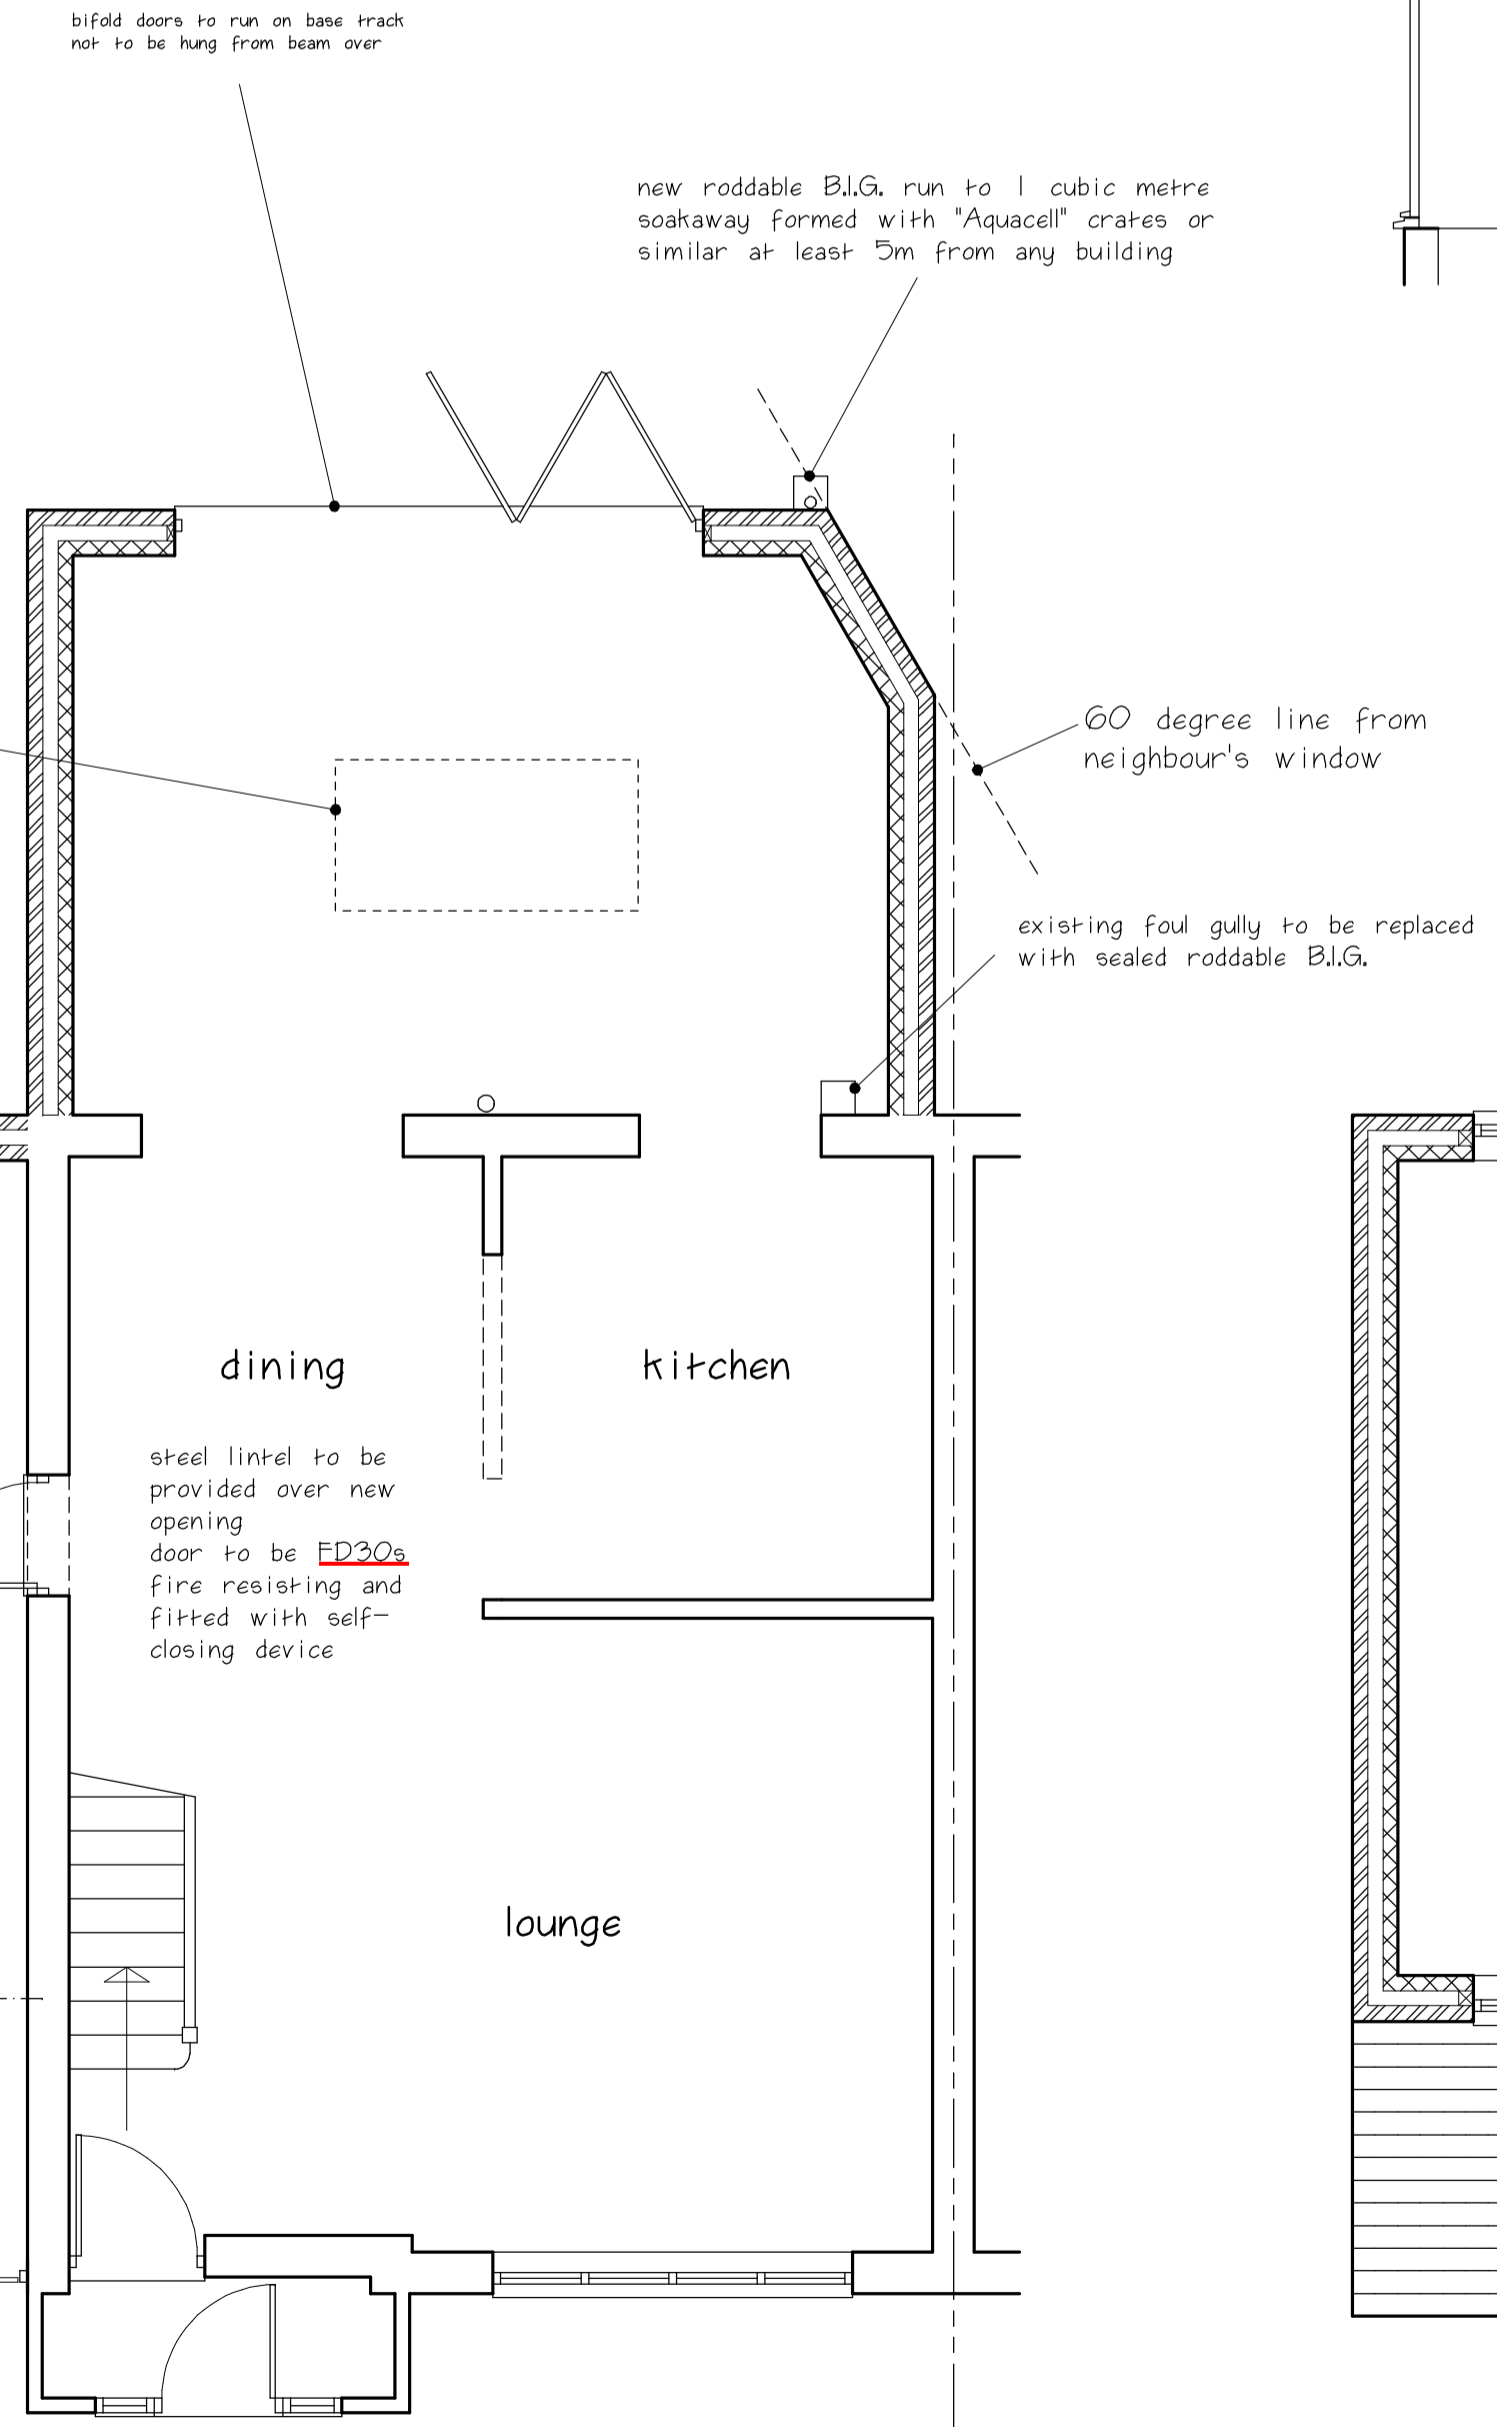 bifold doors to run on base track
not to be hung from beam over
new roddable B.I.G. run to 1 cubic metre
soakaway formed with "Aquacell" crates or
similar at least 5m from any building
60 degree line from
neighbour's window
existing foul gully to be replaced
with sealed roddable B.I.G.
dining
kitchen
steel lintel to be
provided over new
opening
door to be FD30s
fire resisting and
fitted with self-
closing device
lounge